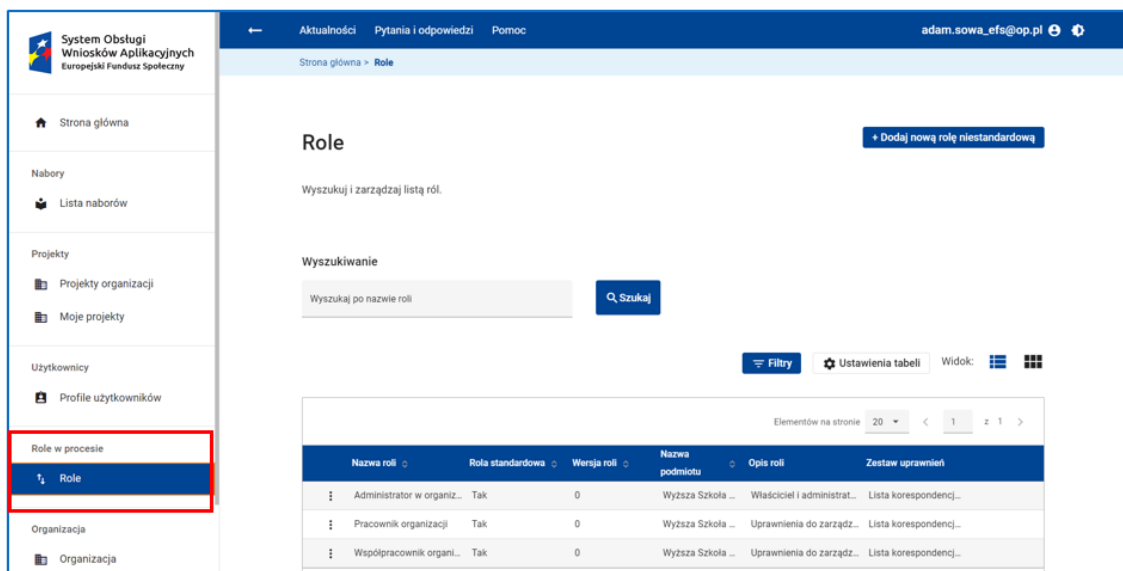 System Obsługi
Wniosków Aplikacyjnych
Europejski Fundusz Społeczny
Strona główna
Nabory
Lista naborów
Projekty
Projekty organizacji
Moje projekty
Użytkownicy
Profile użytkowników
Role w procesie
Role
Organizacja
Organizacja
Aktualności Pytania i odpowiedzi Pomoc adam.sowa_efs@op.pl
Strona główna > Role
Role + Dodaj nową rolę niestandardową
Wyszukuj i zarządzaj listą ról.
Wyszukiwanie
Wyszukaj po nazwie roli Szukaj
Filtry Ustawienia tabeli Widok:
Elementów na stronie 20 < 1 z 1 >
Nazwa roli Rola standardowa Wersja roli Nazwa podmiotu Opis roli Zestaw uprawnień
Administrator w organiz... Tak 0 Wyższa Szkoła ... Właściciel i administrat... Lista korespondencj...
Pracownik organizacji Tak 0 Wyższa Szkoła ... Uprawnienia do zarządz... Lista korespondencj...
Współpracownik organi... Tak 0 Wyższa Szkoła ... Uprawnienia do zarządz... Lista korespondencj...